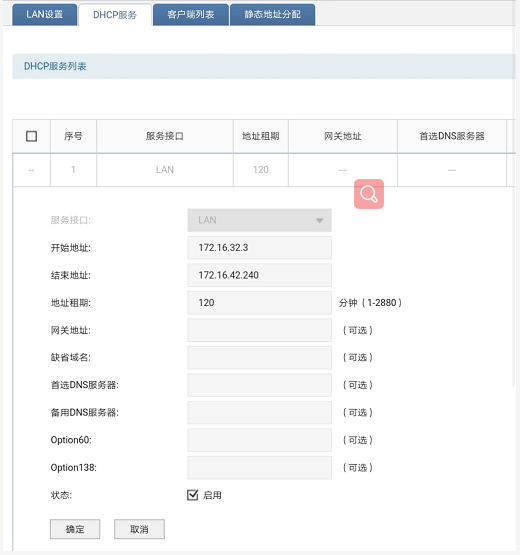 LAN设置 DHCP服务 客户端列表 静态地址分配
DHCP服务列表
序号 服务接口 地址租期 网关地址 首选DNS服务器
-- 1 LAN 120 --- ---
服务接口: LAN
开始地址: 172.16.32.3
结束地址: 172.16.42.240
地址租期: 120 分钟（1-2880）
网关地址: （可选）
缺省域名: （可选）
首选DNS服务器: （可选）
备用DNS服务器: （可选）
Option60: （可选）
Option138: （可选）
状态: 启用
确定 取消